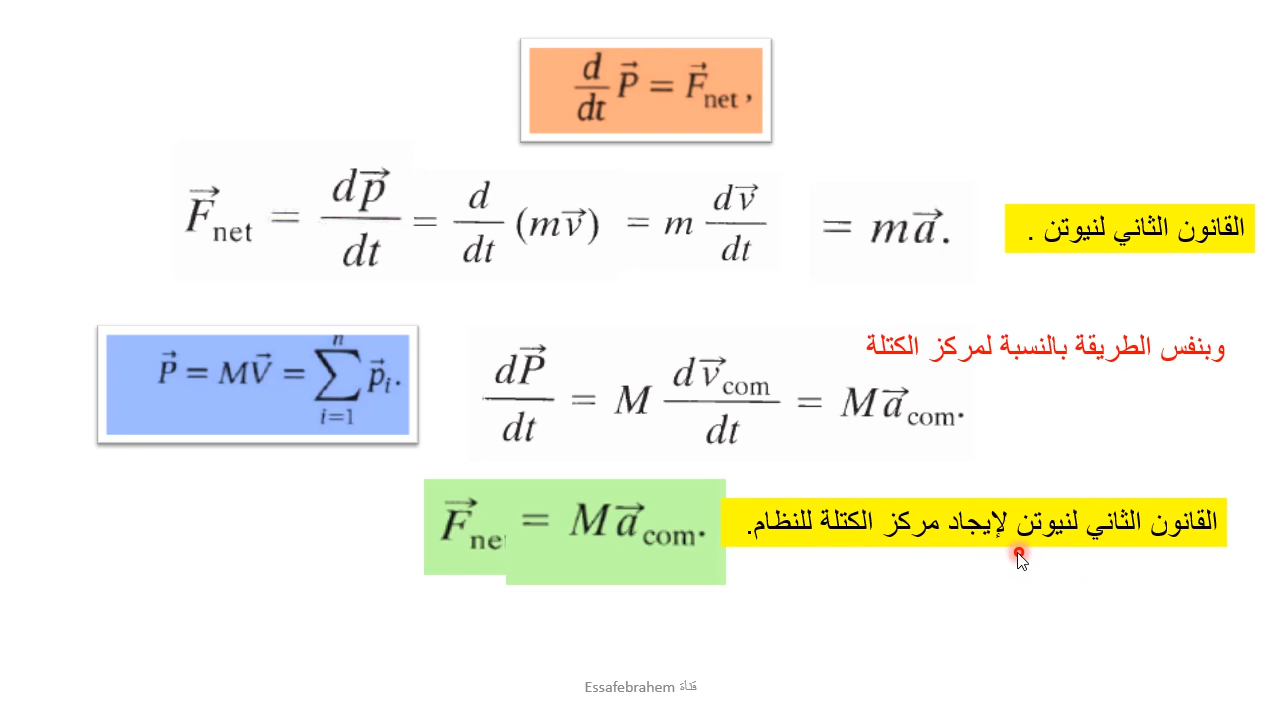 d/dt P⃗ = F⃗net ,
F⃗net = dp⃗/dt = d/dt (mv⃗) = m dv⃗/dt = ma⃗.
القانون الثاني لنيوتن .
وبنفس الطريقة بالنسبة لمركز الكتلة
P⃗ = MV⃗ = ∑ⁿᵢ₌₁ p⃗ᵢ.
dP⃗/dt = M dv⃗com/dt = Ma⃗com.
F⃗ne = Ma⃗com.
القانون الثاني لنيوتن لإيجاد مركز الكتلة للنظام.
قناة Essafebrahem